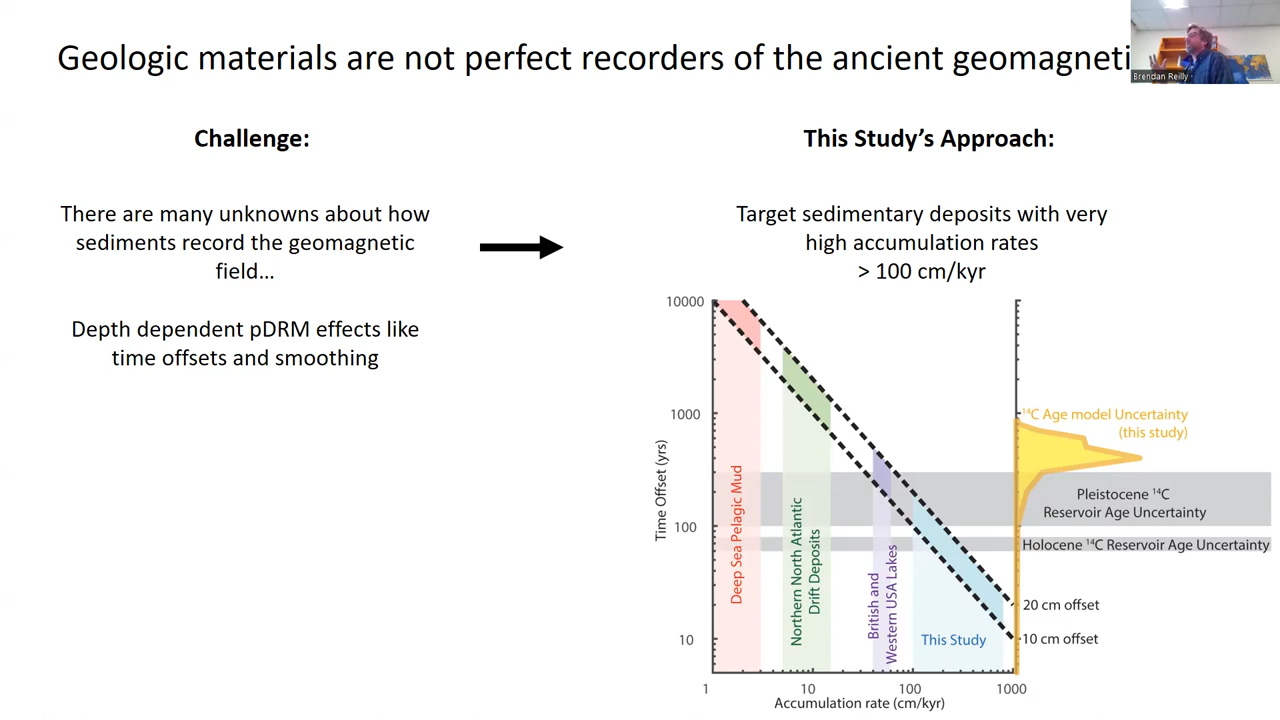 Geologic materials are not perfect recorders of the ancient geomagneti
Brendan Reilly
Challenge:
There are many unknowns about how
sediments record the geomagnetic
field…
Depth dependent pDRM effects like
time offsets and smoothing
This Study’s Approach:
Target sedimentary deposits with very
high accumulation rates
> 100 cm/kyr
10000
1000
100
10
Time Offset (yrs)
Deep Sea Pelagic Mud
Northern North Atlantic
Drift Deposits
British and
Western USA Lakes
This Study
¹⁴C Age model Uncertainty
(this study)
Pleistocene ¹⁴C
Reservoir Age Uncertainty
Holocene ¹⁴C Reservoir Age Uncertainty
20 cm offset
10 cm offset
1
10
100
1000
Accumulation rate (cm/kyr)